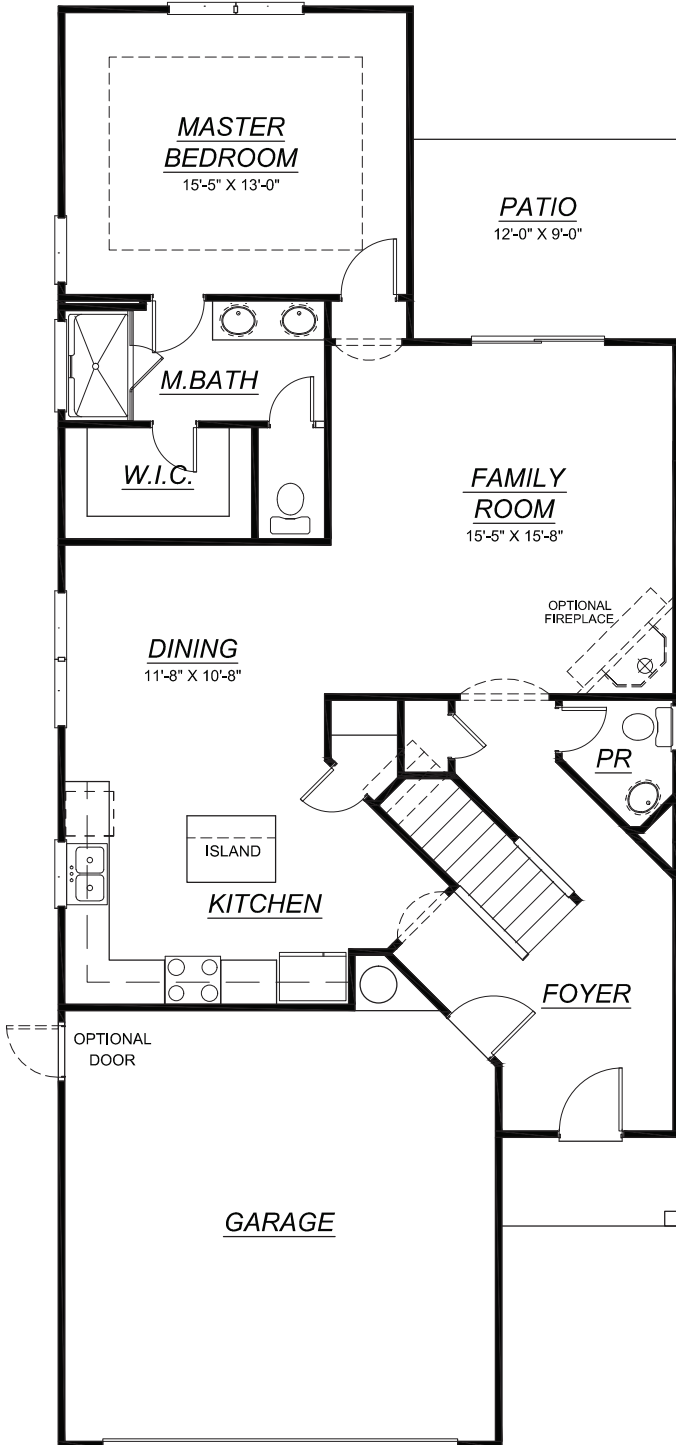 MASTER
BEDROOM
15'-5" X 13'-0"
PATIO
12'-0" X 9'-0"
M.BATH
W.I.C.
FAMILY
ROOM
15'-5" X 15'-8"
OPTIONAL
FIREPLACE
DINING
11'-8" X 10'-8"
PR
ISLAND
KITCHEN
FOYER
OPTIONAL
DOOR
GARAGE